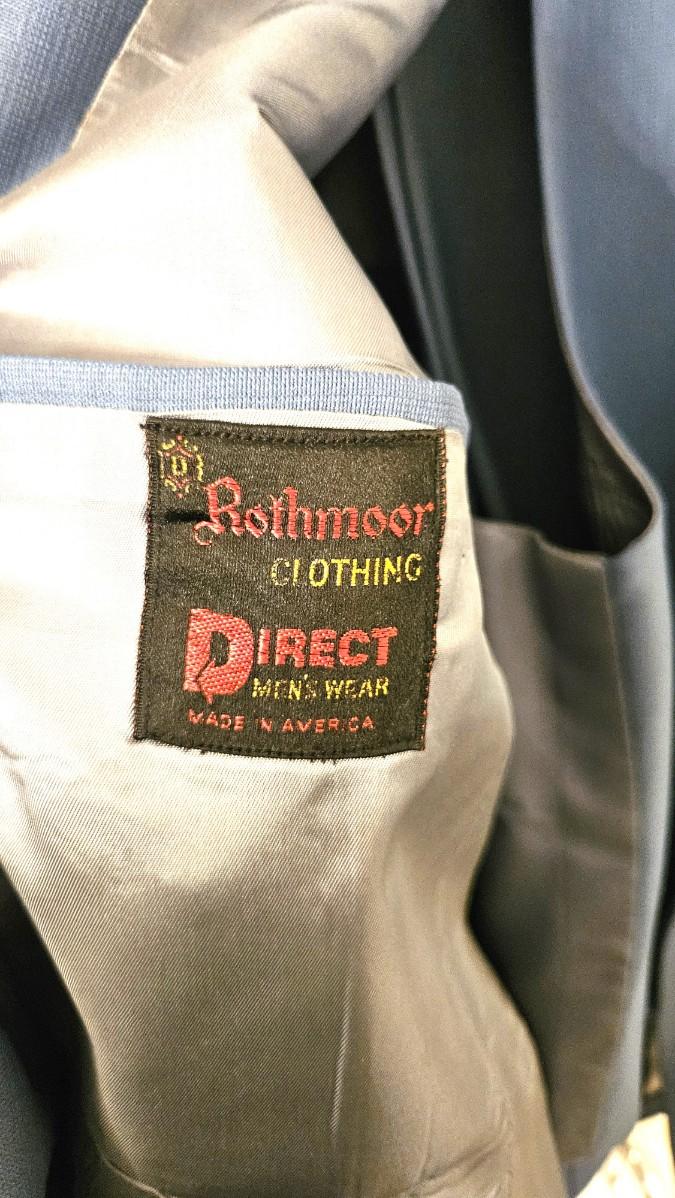 D
Rothmoor
CLOTHING
DIRECT
MEN'S WEAR
MADE IN AMERICA